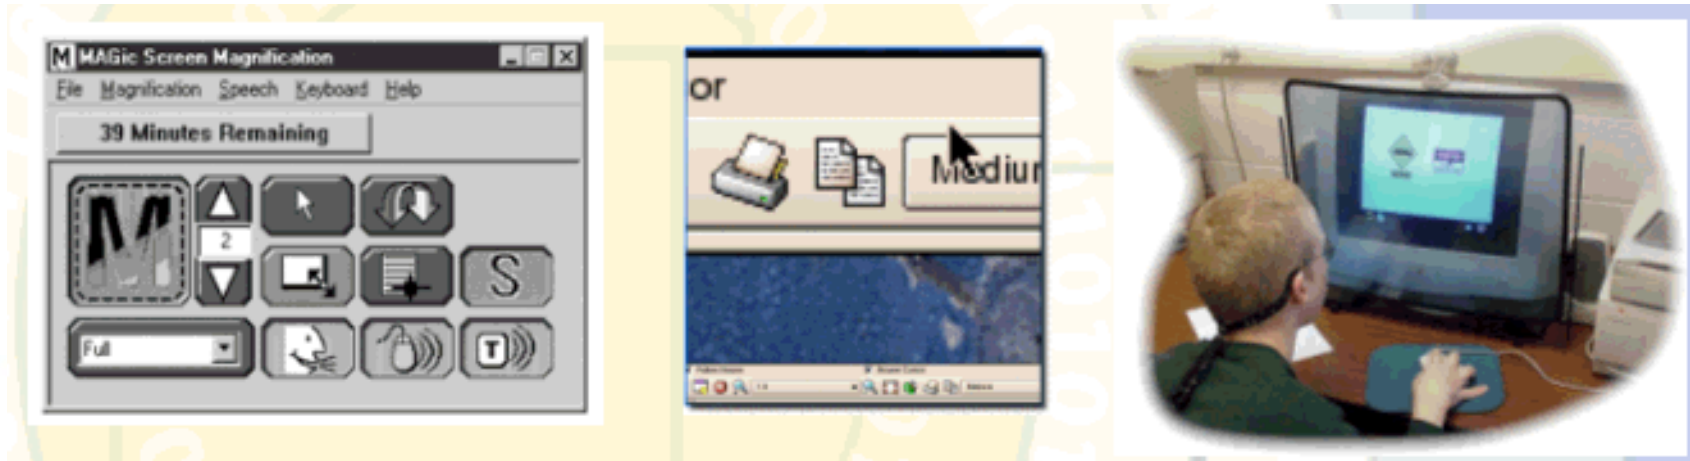 M MAGic Screen Magnification
File Magnification Speech Keyboard Help
39 Minutes Remaining
M
2
S
Full
T
or
Mediur